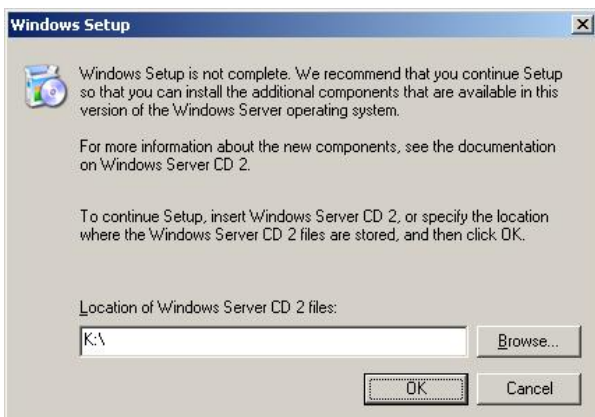 Windows Setup
Windows Setup is not complete. We recommend that you continue Setup
so that you can install the additional components that are available in this
version of the Windows Server operating system.
For more information about the new components, see the documentation
on Windows Server CD 2.
To continue Setup, insert Windows Server CD 2, or specify the location
where the Windows Server CD 2 files are stored, and then click OK.
Location of Windows Server CD 2 files:
K:\
Browse...
OK
Cancel